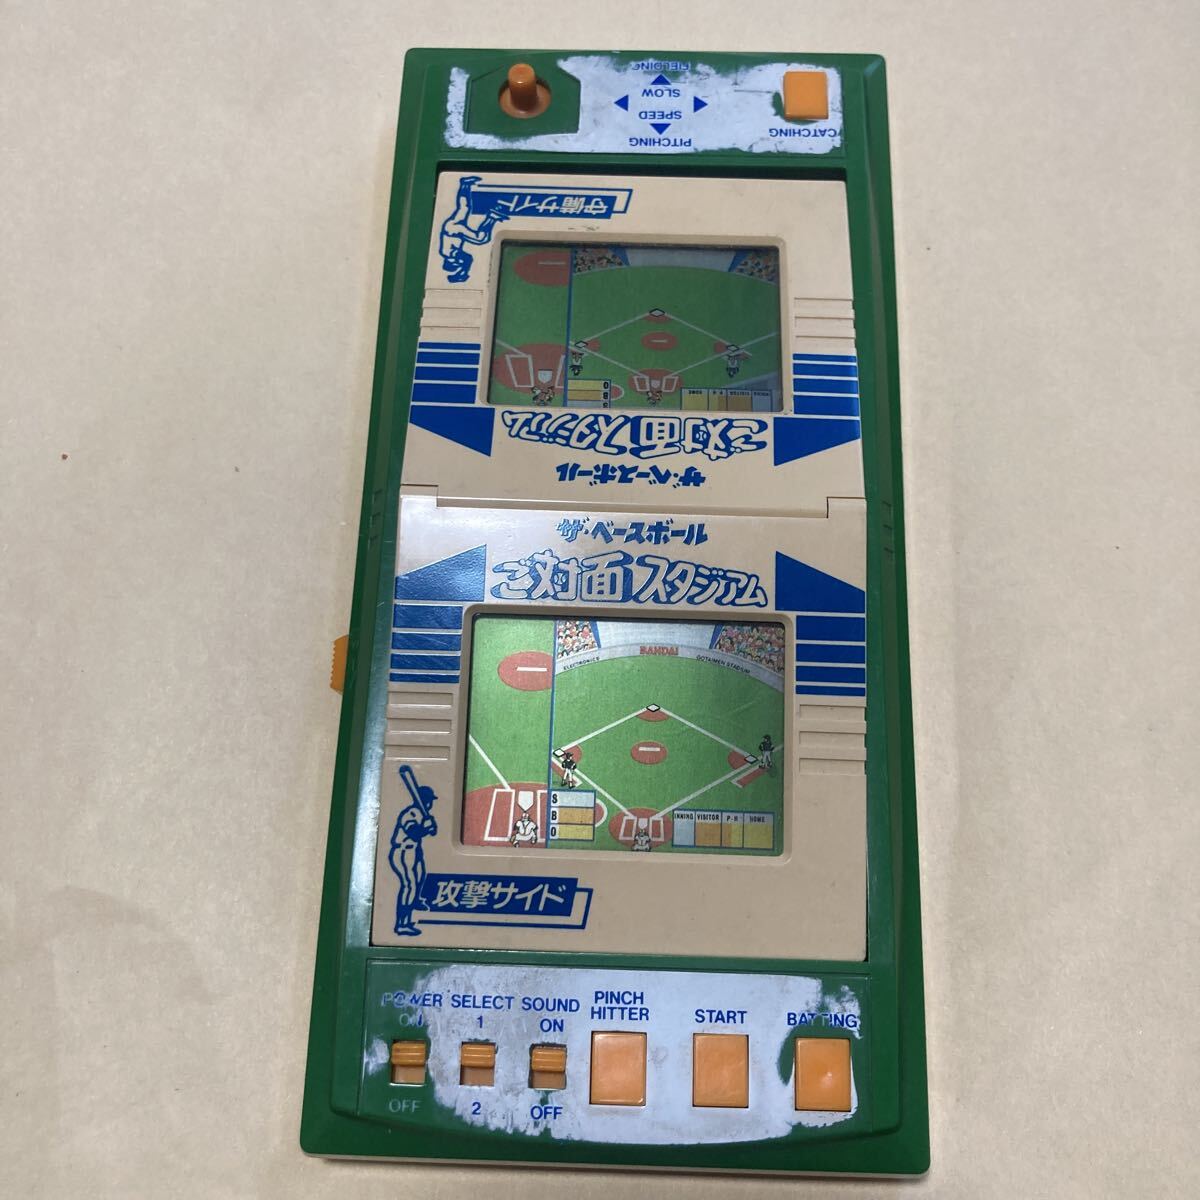 FIELDING
SLOW
SPEED
PITCHING
CATCHING
守備サイド
O
B
S
HOME
P-H
VISITOR
INNING
ご対面スタジアム
ザ・ベースボール
ザ・ベースボール
ご対面スタジアム
ELECTRONICS
BANDAI
GOTAIMEN STADIUM
S
B
O
INNING VISITOR P-H HOME
攻撃サイド
POWER SELECT SOUND PINCH HITTER START BATTING
ON 1 ON
OFF 2 OFF